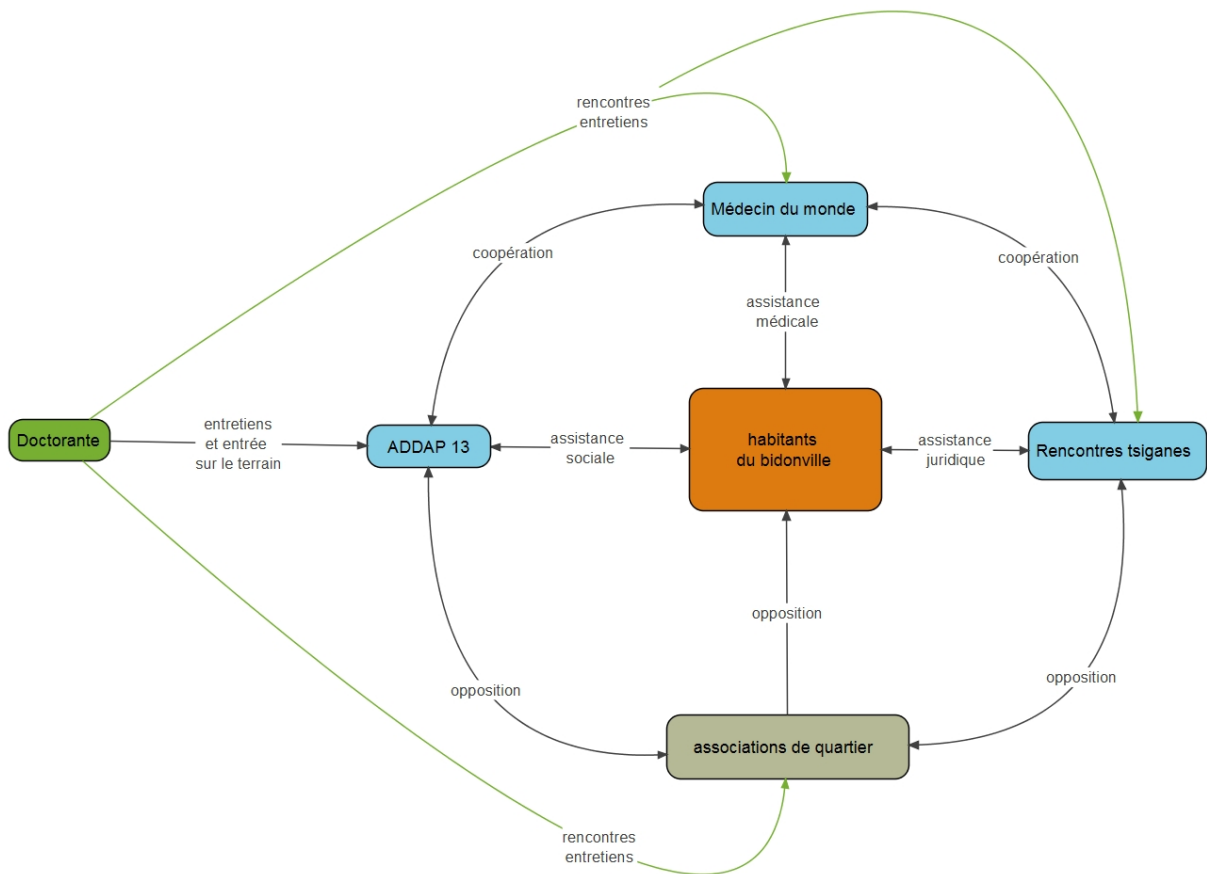 rencontres
entretiens
Médecin du monde
coopération
coopération
assistance
médicale
Doctorante
entretiens
et entrée
sur le terrain
ADDAP 13
assistance
sociale
habitants
du bidonville
assistance
juridique
Rencontres tsiganes
opposition
opposition
opposition
associations de quartier
rencontres
entretiens